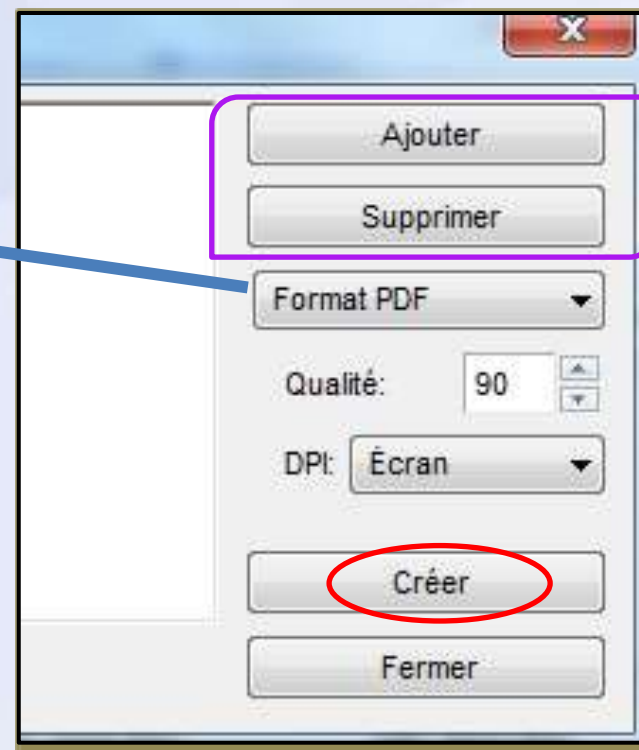 Ajouter
Supprimer
Format PDF
Qualité: 90
DPI: Écran
Créer
Fermer